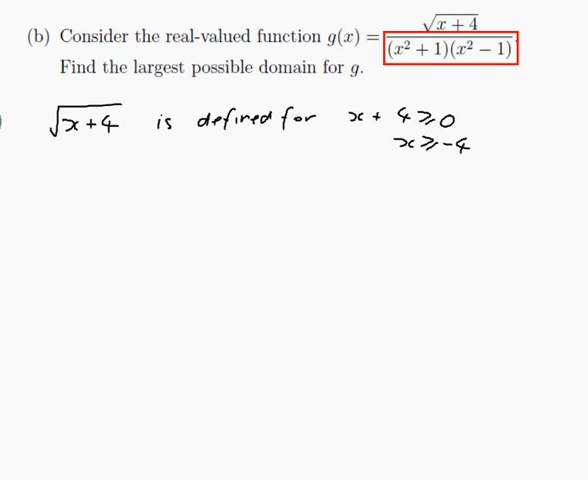 (b) Consider the real-valued function g(x) = √(x + 4) / ((x² + 1)(x² − 1)).
Find the largest possible domain for g.
√(x + 4) is defined for x + 4 ⩾ 0
x ⩾ −4